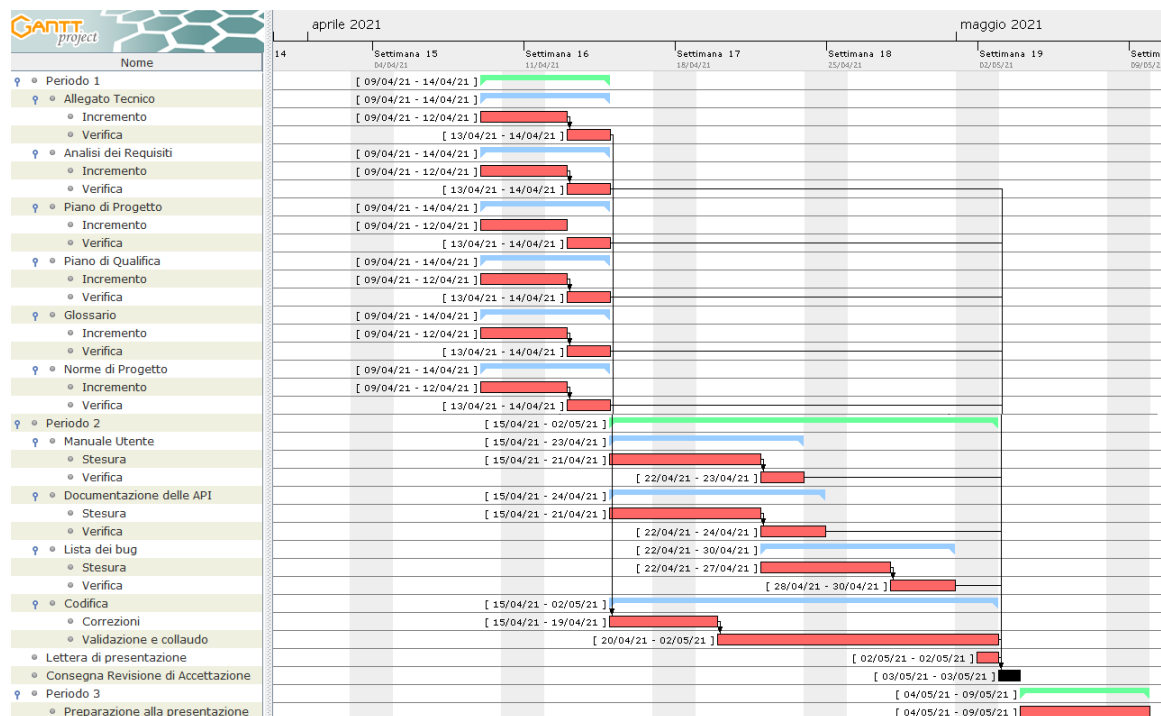 GANTT project
aprile 2021
maggio 2021
14
Settimana 15
Settimana 16
Settimana 17
Settimana 18
Settimana 19
Settim
04/04/21
11/04/21
18/04/21
25/04/21
02/05/21
09/05/2
Nome
Periodo 1 [ 09/04/21 - 14/04/21 ]
Allegato Tecnico [ 09/04/21 - 14/04/21 ]
Incremento [ 09/04/21 - 12/04/21 ]
Verifica [ 13/04/21 - 14/04/21 ]
Analisi dei Requisiti [ 09/04/21 - 14/04/21 ]
Incremento [ 09/04/21 - 12/04/21 ]
Verifica [ 13/04/21 - 14/04/21 ]
Piano di Progetto [ 09/04/21 - 14/04/21 ]
Incremento [ 09/04/21 - 12/04/21 ]
Verifica [ 13/04/21 - 14/04/21 ]
Piano di Qualifica [ 09/04/21 - 14/04/21 ]
Incremento [ 09/04/21 - 12/04/21 ]
Verifica [ 13/04/21 - 14/04/21 ]
Glossario [ 09/04/21 - 14/04/21 ]
Incremento [ 09/04/21 - 12/04/21 ]
Verifica [ 13/04/21 - 14/04/21 ]
Norme di Progetto [ 09/04/21 - 14/04/21 ]
Incremento [ 09/04/21 - 12/04/21 ]
Verifica [ 13/04/21 - 14/04/21 ]
Periodo 2 [ 15/04/21 - 02/05/21 ]
Manuale Utente [ 15/04/21 - 23/04/21 ]
Stesura [ 15/04/21 - 21/04/21 ]
Verifica [ 22/04/21 - 23/04/21 ]
Documentazione delle API [ 15/04/21 - 24/04/21 ]
Stesura [ 15/04/21 - 21/04/21 ]
Verifica [ 22/04/21 - 24/04/21 ]
Lista dei bug [ 22/04/21 - 30/04/21 ]
Stesura [ 22/04/21 - 27/04/21 ]
Verifica [ 28/04/21 - 30/04/21 ]
Codifica [ 15/04/21 - 02/05/21 ]
Correzioni [ 15/04/21 - 19/04/21 ]
Validazione e collaudo [ 20/04/21 - 02/05/21 ]
Lettera di presentazione [ 02/05/21 - 02/05/21 ]
Consegna Revisione di Accettazione [ 03/05/21 - 03/05/21 ]
Periodo 3 [ 04/05/21 - 09/05/21 ]
Preparazione alla presentazione [ 04/05/21 - 09/05/21 ]